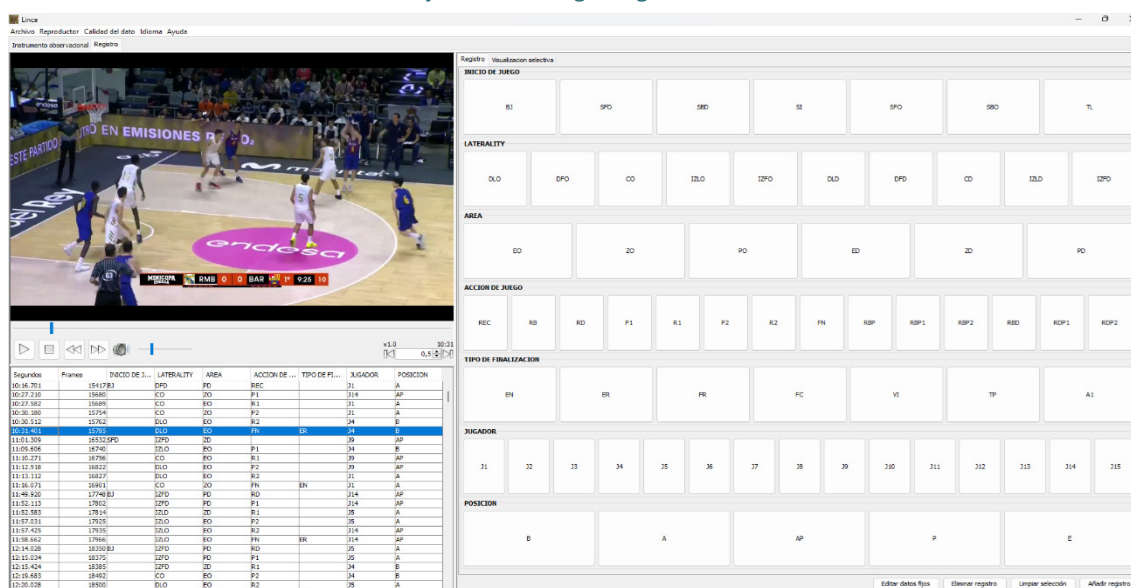 Lince
Archivo Reproductor Calidad del dato Idioma Ayuda
Instrumento observacional Registro
endesa
ESTE PARTIDO
EN EMISIONES
O₂
del Rey
endesa
MINICOPA RMB 0 0 BAR 1º 9:25 10
x1.0 10:31
0,5
Segundos Frames INICIO DE J... LATERALITY AREA ACCION DE ... TIPO DE FI... JUGADOR POSICION
10:16.701 15417 BJ DFD PD REC J1 A
10:27.210 15680 CO ZO P1 J14 AP
10:27.582 15689 CO EO R1 J1 A
10:30.180 15754 CO ZO P2 J1 A
10:30.512 15762 DLO EO R2 J4 B
10:31.401 15785 DLO EO FN ER J4 B
11:01.309 16532 SFD IZFD ZD J9 AP
11:09.606 16740 IZLO EO P1 J4 B
11:10.271 16756 CO EO R1 J9 AP
11:12.918 16822 DLO EO P2 J9 AP
11:13.112 16827 DLO EO R2 J1 A
11:16.071 16901 CO ZO FN EN J1 A
11:49.920 17748 BJ IZFD PD RD J14 AP
11:52.113 17802 IZFD PD P1 J14 AP
11:52.583 17814 IZLD ZD R1 J5 A
11:57.031 17925 IZLO EO P2 J5 A
11:57.425 17935 IZLO EO R2 J14 AP
11:58.662 17966 IZLO EO FN ER J14 AP
12:14.028 18350 BJ IZFD PD RD J5 A
12:15.034 18375 IZFD PD P1 J5 A
12:15.424 18385 IZFD ZD R1 J4 B
12:19.683 18492 CO EO P2 J4 B
12:20.028 18500 DLO EO R2 J5 A
Registro Visualizacion selectiva
INICIO DE JUEGO
BJ SFD SBD SI SFO SBO TL
LATERALITY
DLO DFO CO IZLO IZFO DLD DFD CD IZLD IZFD
AREA
EO ZO PO ED ZD PD
ACCION DE JUEGO
REC RB RD P1 R1 P2 R2 FN RBP RBP1 RBP2 RBD RDP1 RDP2
TIPO DE FINALIZACION
EN ER FR FC VI TP A1
JUGADOR
J1 J2 J3 J4 J5 J6 J7 J8 J9 J10 J11 J12 J13 J14 J15
POSICION
B A AP P E
Editar datos fijos Eliminar registro Limpiar selección Añadir registro